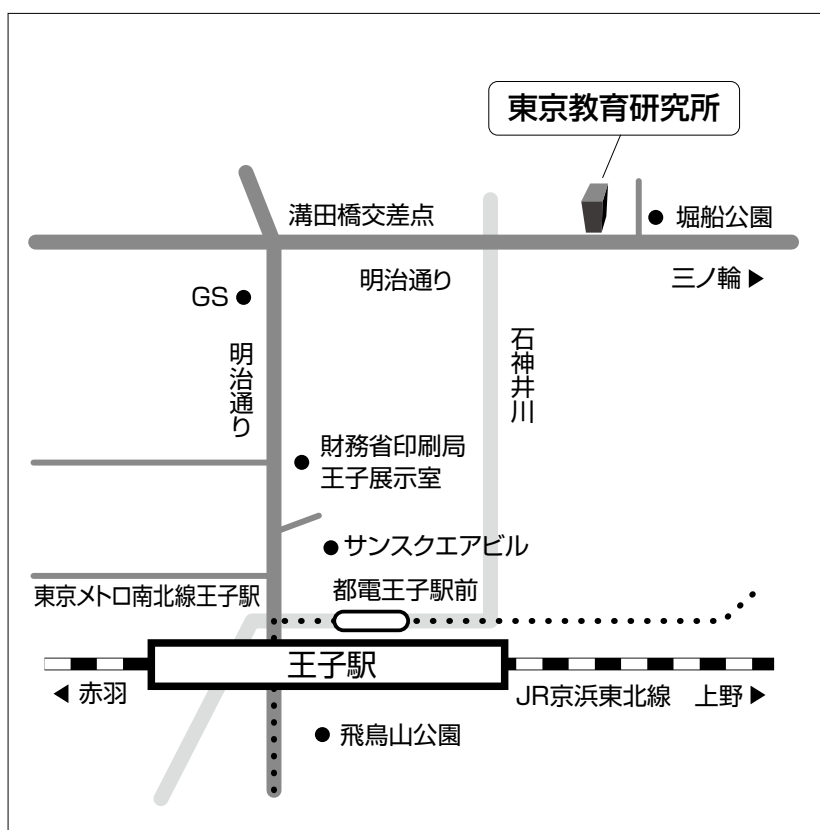 東京教育研究所
溝田橋交差点
堀船公園
明治通り
三ノ輪▶
GS
明治通り
石神井川
財務省印刷局
王子展示室
サンスクエアビル
都電王子駅前
東京メトロ南北線王子駅
王子駅
◀赤羽
JR京浜東北線 上野▶
飛鳥山公園